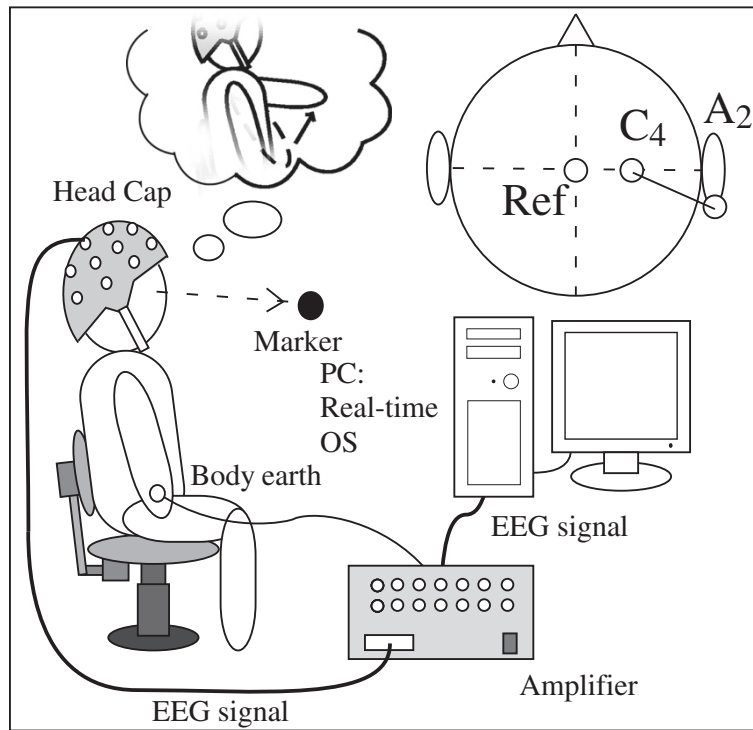 A2
C4
Ref
Head Cap
Marker
PC:
Real-time
OS
Body earth
EEG signal
Amplifier
EEG signal